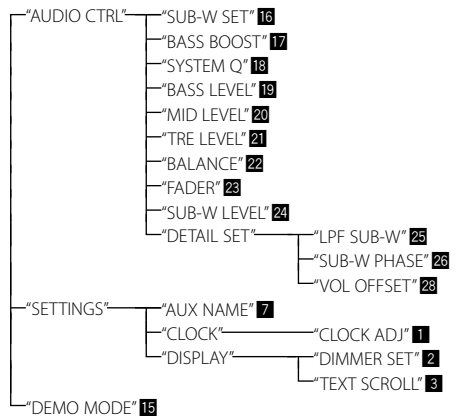 “AUDIO CTRL” “SUB-W SET” 16
“BASS BOOST” 17
“SYSTEM Q” 18
“BASS LEVEL” 19
“MID LEVEL” 20
“TRE LEVEL” 21
“BALANCE” 22
“FADER” 23
“SUB-W LEVEL” 24
“DETAIL SET” “LPF SUB-W” 25
“SUB-W PHASE” 26
“VOL OFFSET” 28
“SETTINGS” “AUX NAME” 7
“CLOCK” “CLOCK ADJ” 1
“DISPLAY” “DIMMER SET” 2
“TEXT SCROLL” 3
“DEMO MODE” 15